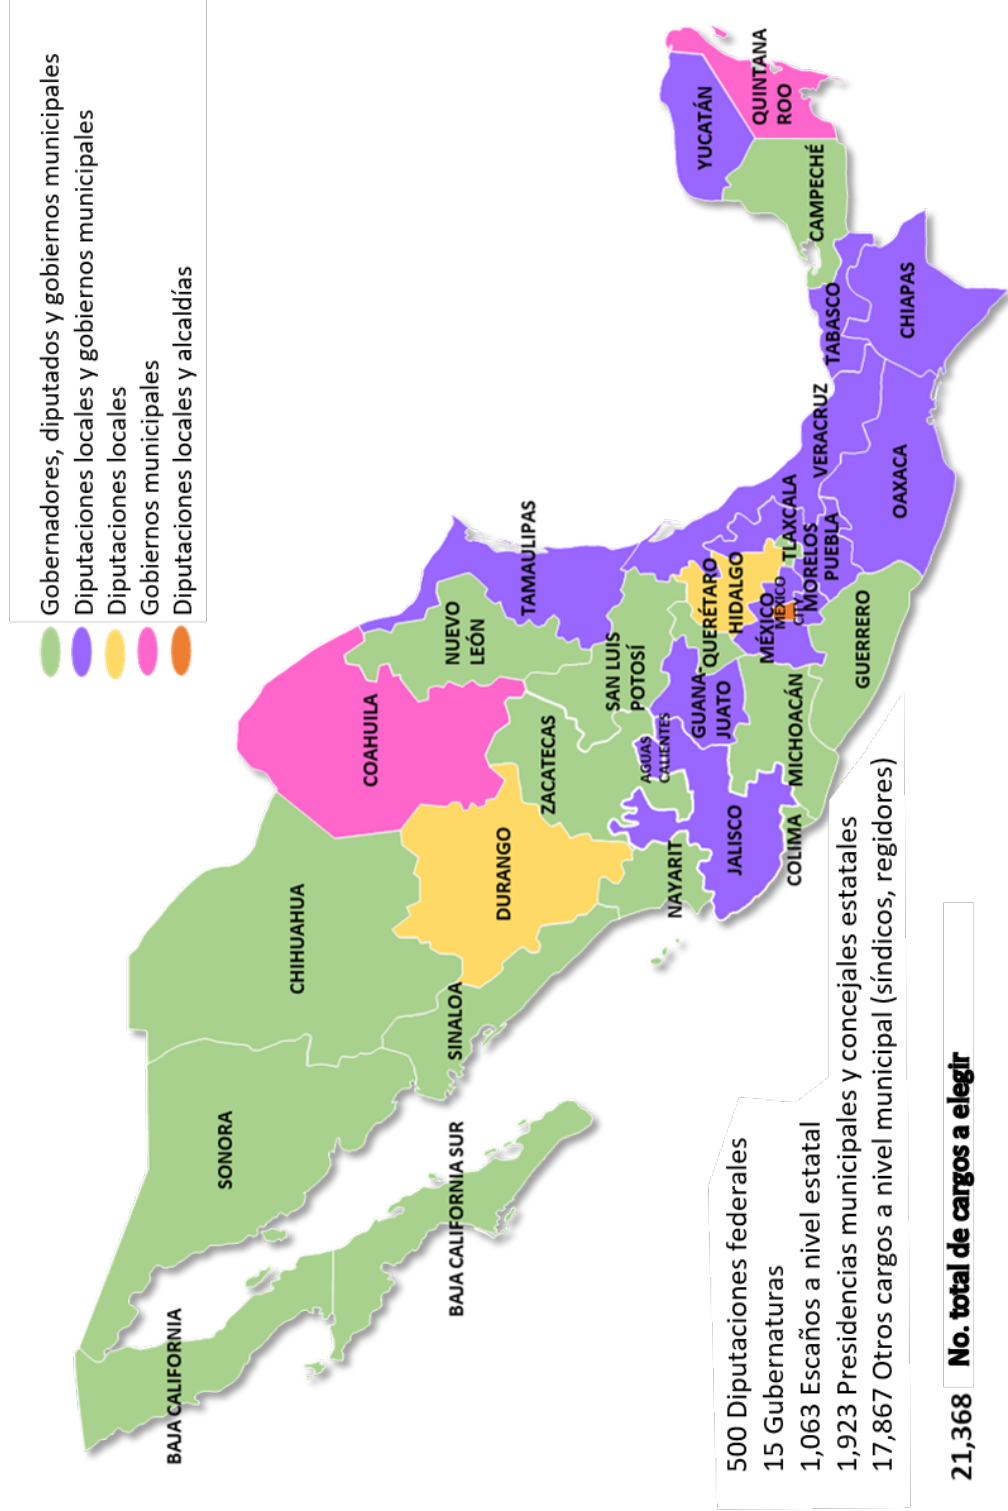 Gobernadores, diputados y gobiernos municipales
Diputaciones locales y gobiernos municipales
Diputaciones locales
Gobiernos municipales
Diputaciones locales y alcaldías
BAJA CALIFORNIA
SONORA
CHIHUAHUA
COAHUILA
BAJA CALIFORNIA SUR
SINALOA
DURANGO
NUEVO
LEÓN
TAMAULIPAS
ZACATECAS
SAN LUIS
POTOSÍ
NAYARIT
AGUAS
CALIENTES
GUANA-
JUATO
QUERÉTARO
HIDALGO
JALISCO
COLIMA
MICHOACÁN
MÉXICO
MEXICO
CITY
TLAXCALA
MORELOS
PUEBLA
VERACRUZ
GUERRERO
OAXACA
TABASCO
CHIAPAS
CAMPECHÉ
YUCATÁN
QUINTANA
ROO
500 Diputaciones federales
15 Gubernaturas
1,063 Escaños a nivel estatal
1,923 Presidencias municipales y concejales estatales
17,867 Otros cargos a nivel municipal (síndicos, regidores)
21,368 No. total de cargos a elegir